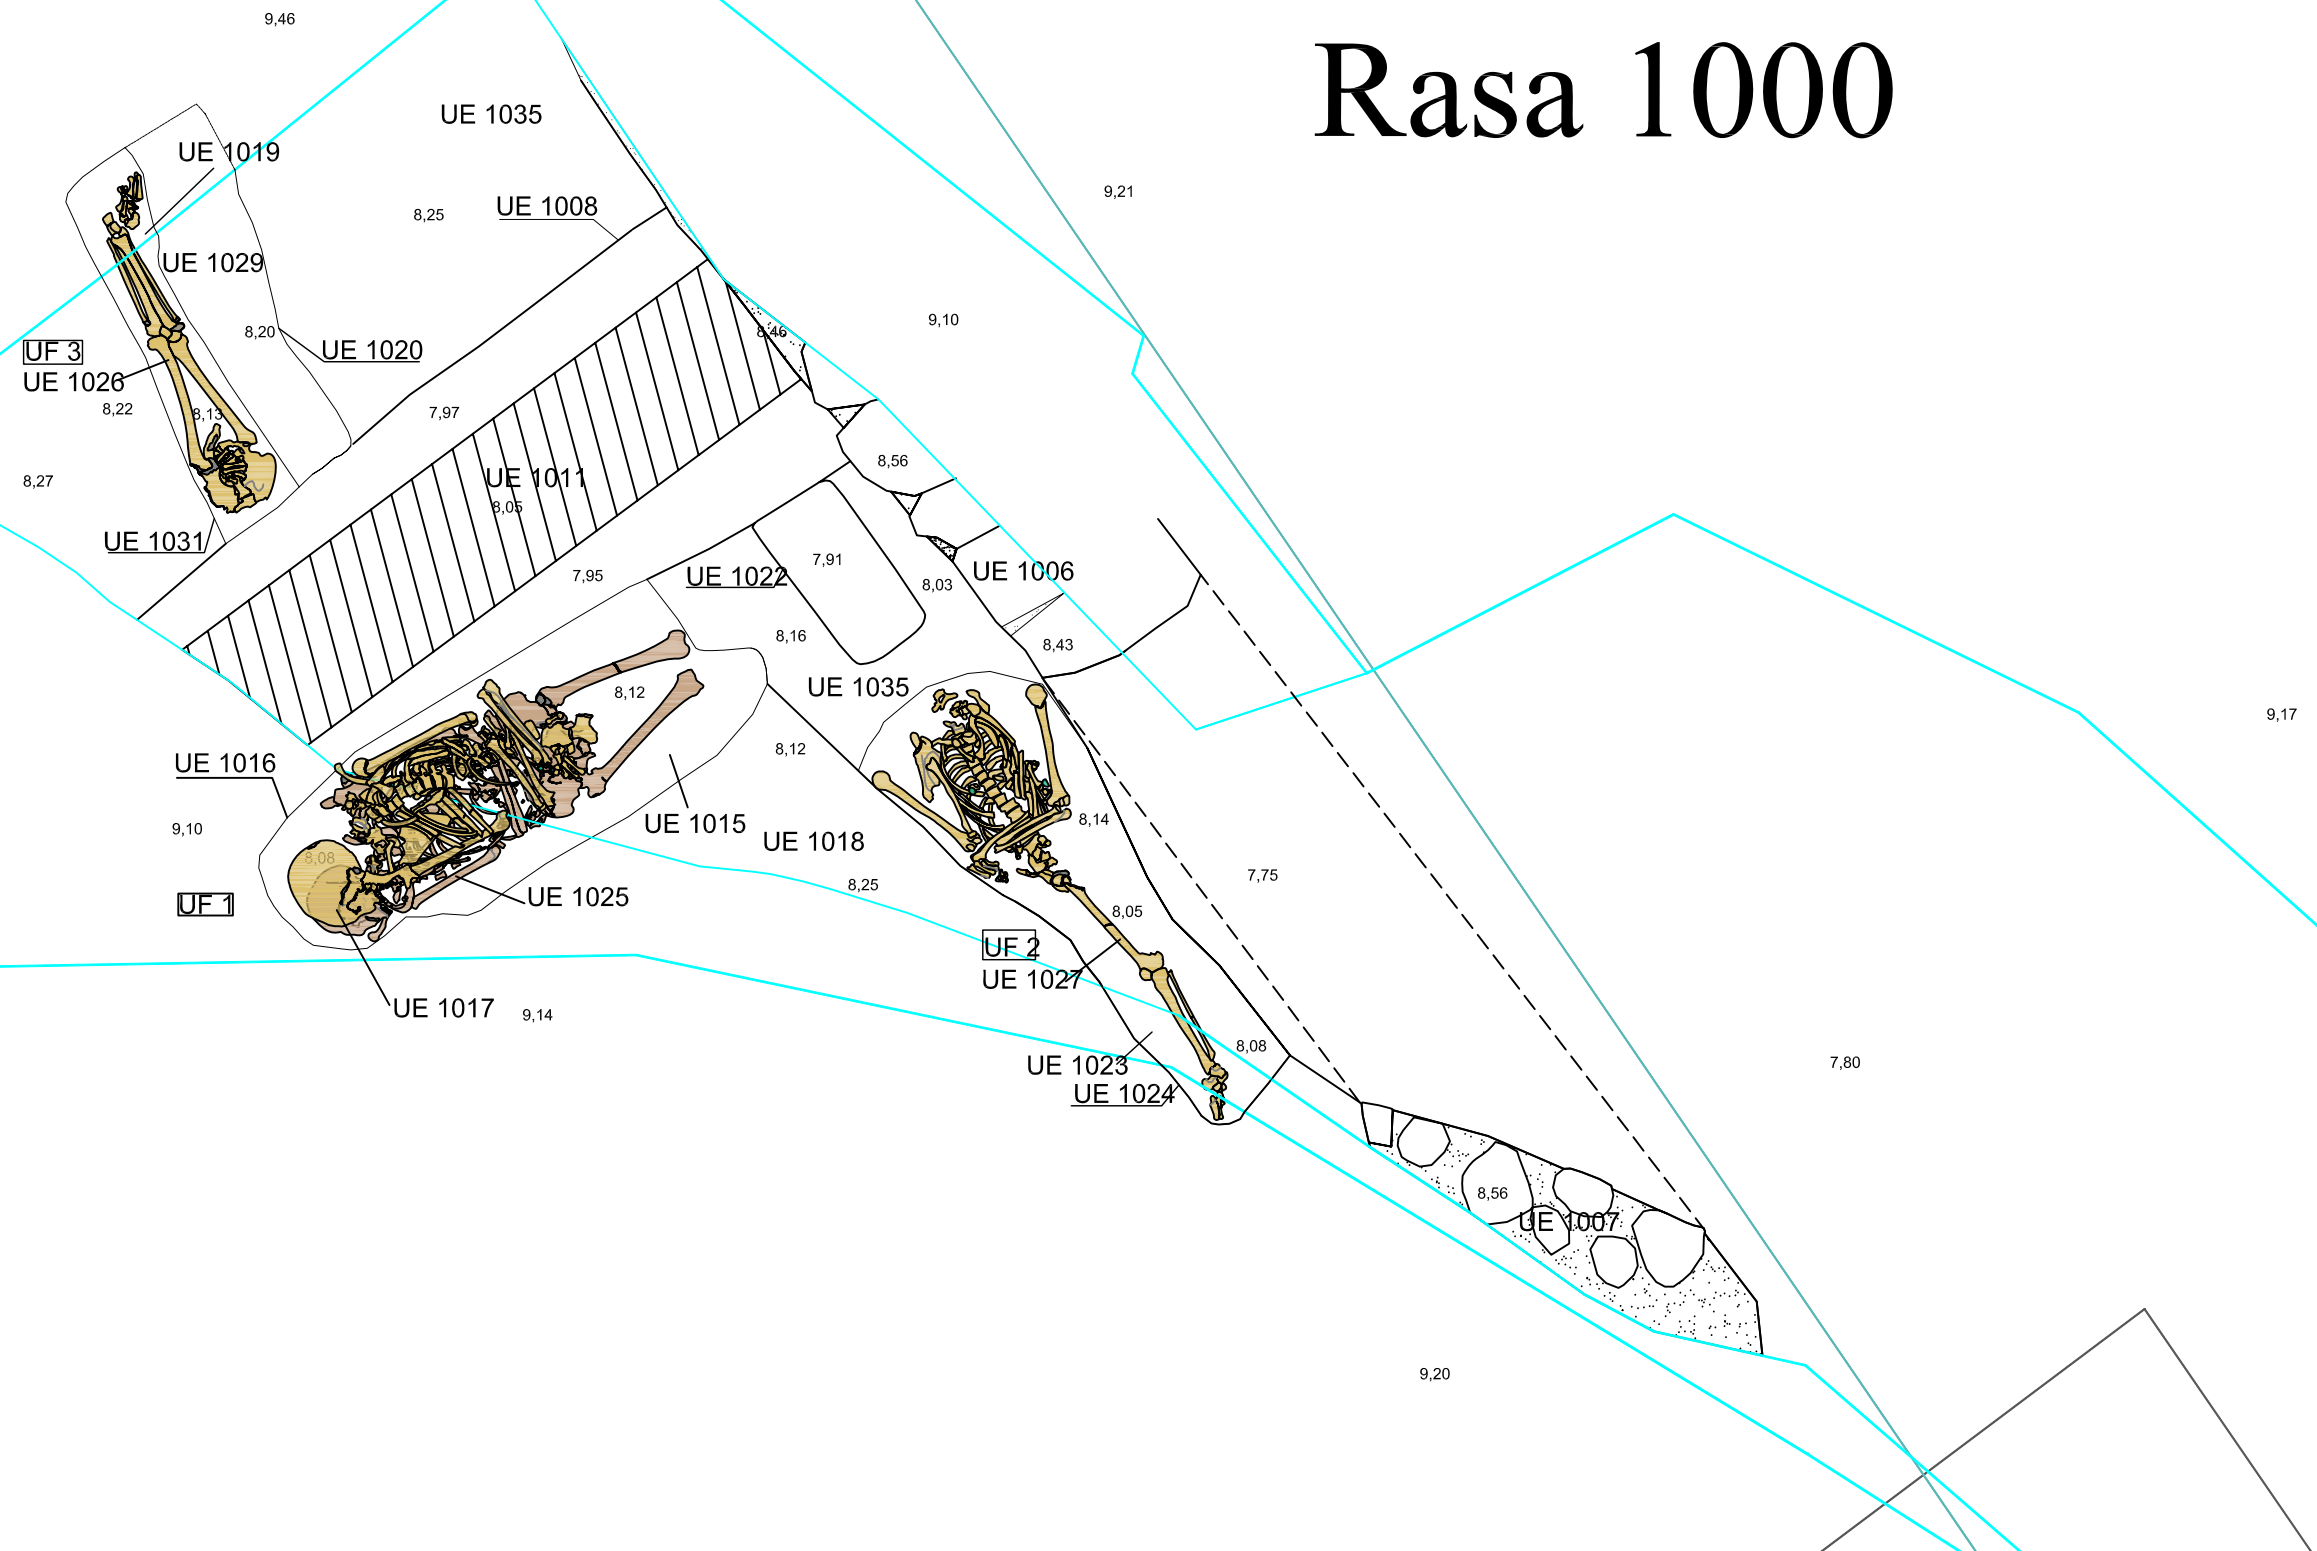 9,46
Rasa 1000
UE 1035
UE 1019
9,21
UE 1008
8,25
UE 1029
9,10
8,20
8,46
UF 3
UE 1020
UE 1026
8,22
8,13
7,97
8,56
8,27
UE 1011
8,05
UE 1031
7,91
UE 1006
7,95
UE 1022
8,03
8,16
8,43
UE 1035
8,12
9,17
8,12
UE 1016
UE 1015
8,14
9,10
UE 1018
8,08
7,75
8,25
UE 1025
UF 1
8,05
UF 2
UE 1027
UE 1017
9,14
8,08
UE 1023
7,80
UE 1024
8,56
UE 1007
9,20